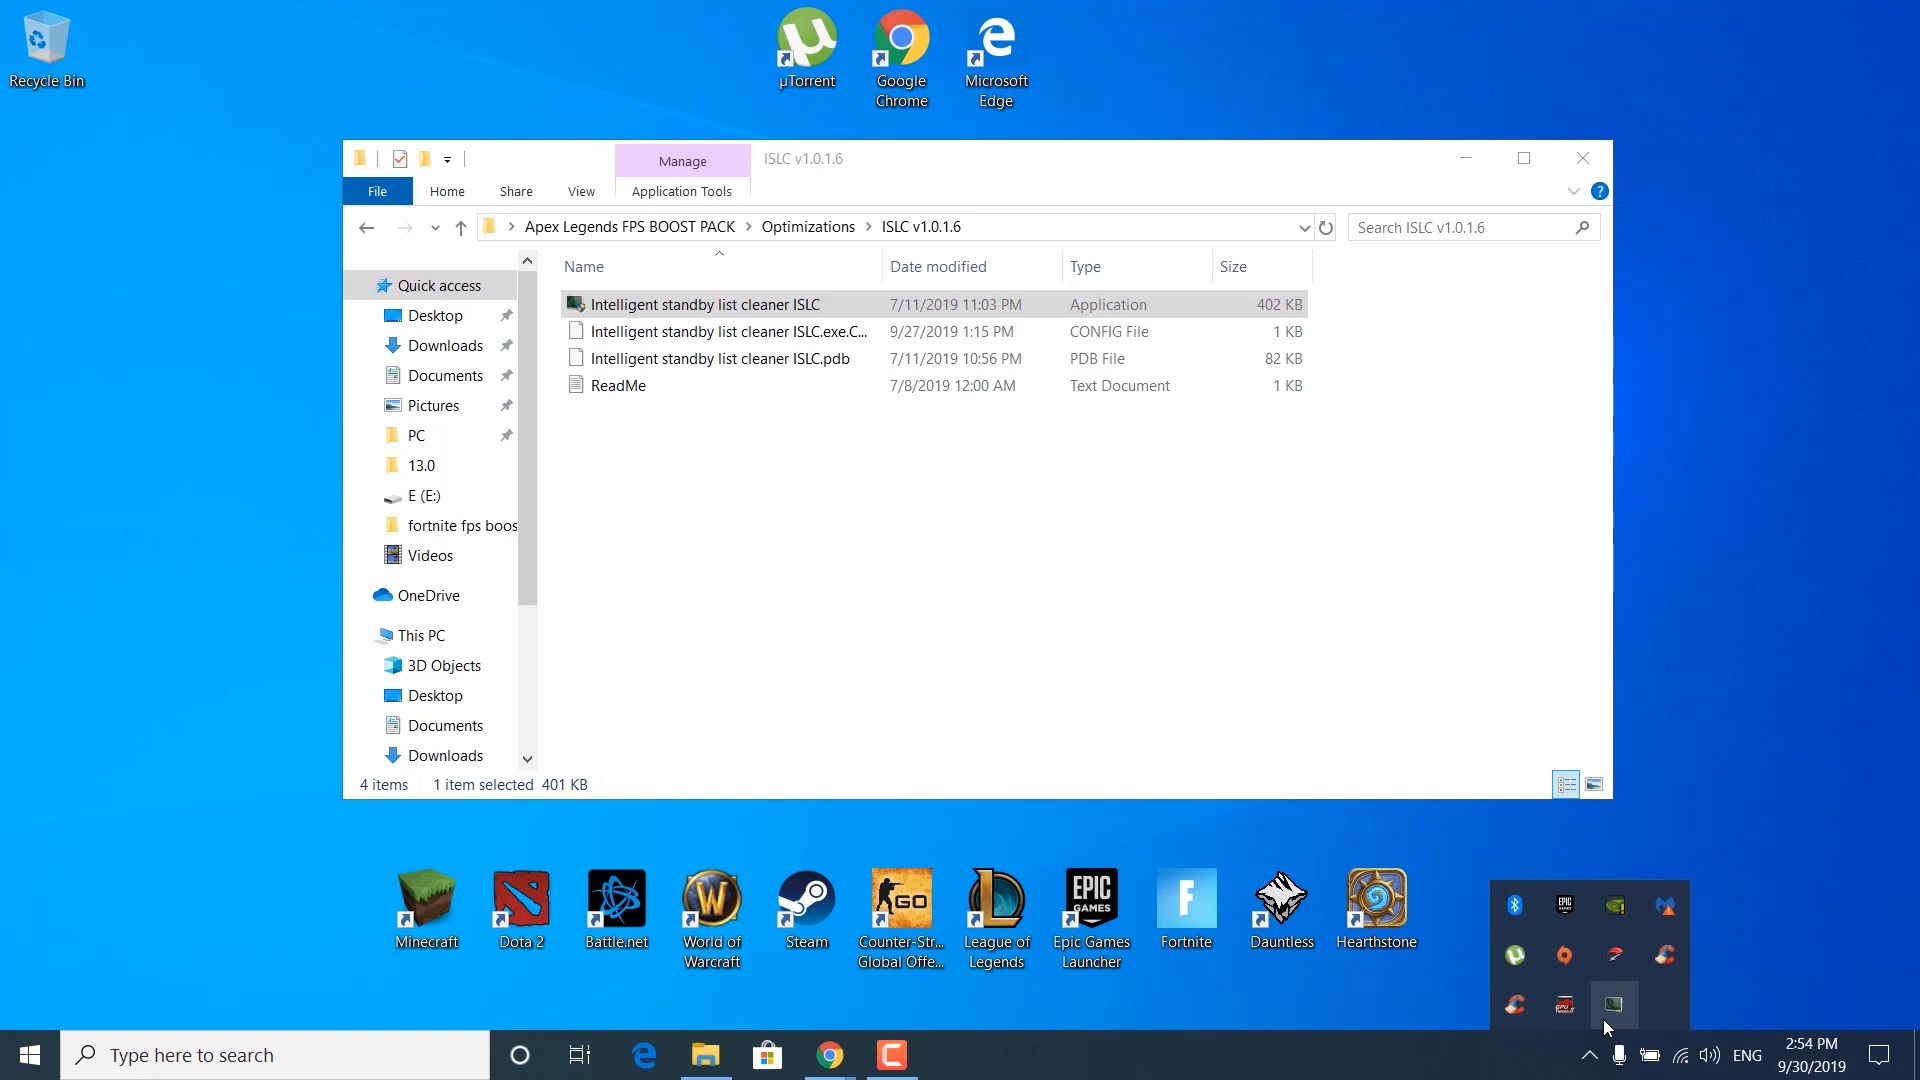 Recycle Bin
µTorrent
Google
Chrome
Microsoft
Edge
Manage
ISLC v1.0.1.6
File
Home
Share
View
Application Tools
Apex Legends FPS BOOST PACK
Optimizations
ISLC v1.0.1.6
Search ISLC v1.0.1.6
Name
Date modified
Type
Size
Intelligent standby list cleaner ISLC
7/11/2019 11:03 PM
Application
402 KB
Intelligent standby list cleaner ISLC.exe.C...
9/27/2019 1:15 PM
CONFIG File
1 KB
Intelligent standby list cleaner ISLC.pdb
7/11/2019 10:56 PM
PDB File
82 KB
ReadMe
7/8/2019 12:00 AM
Text Document
1 KB
Quick access
Desktop
Downloads
Documents
Pictures
PC
13.0
E (E:)
fortnite fps boos
Videos
OneDrive
This PC
3D Objects
Desktop
Documents
Downloads
4 items
1 item selected 401 KB
GO
EPIC
GAMES
Minecraft
Dota 2
Battle.net
World of
Warcraft
Steam
Counter-Str...
Global Offe...
League of
Legends
Epic Games
Launcher
Fortnite
Dauntless
Hearthstone
Type here to search
ENG
2:54 PM
9/30/2019